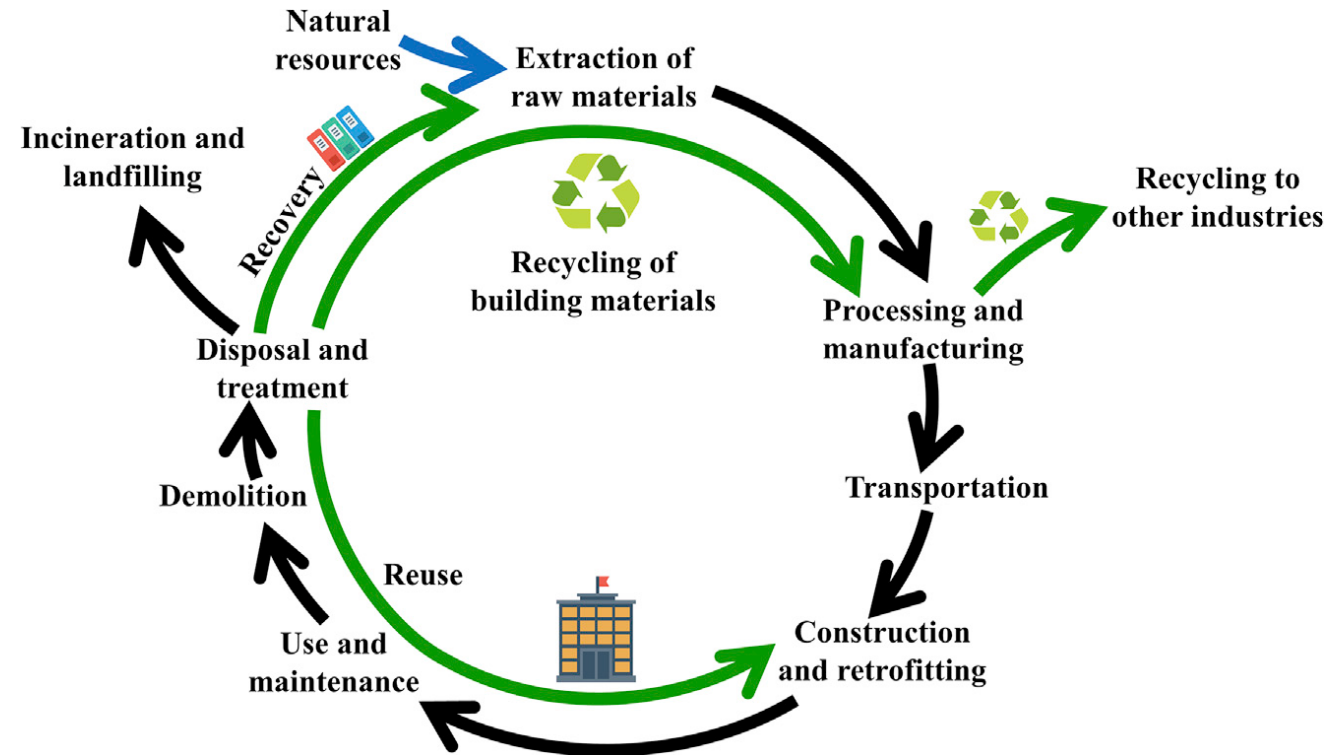 Natural
resources
Extraction of
raw materials
Incineration and
landfilling
Recovery
Recycling to
other industries
Recycling of
building materials
Processing and
manufacturing
Disposal and
treatment
Demolition
Transportation
Reuse
Use and
maintenance
Construction
and retrofitting